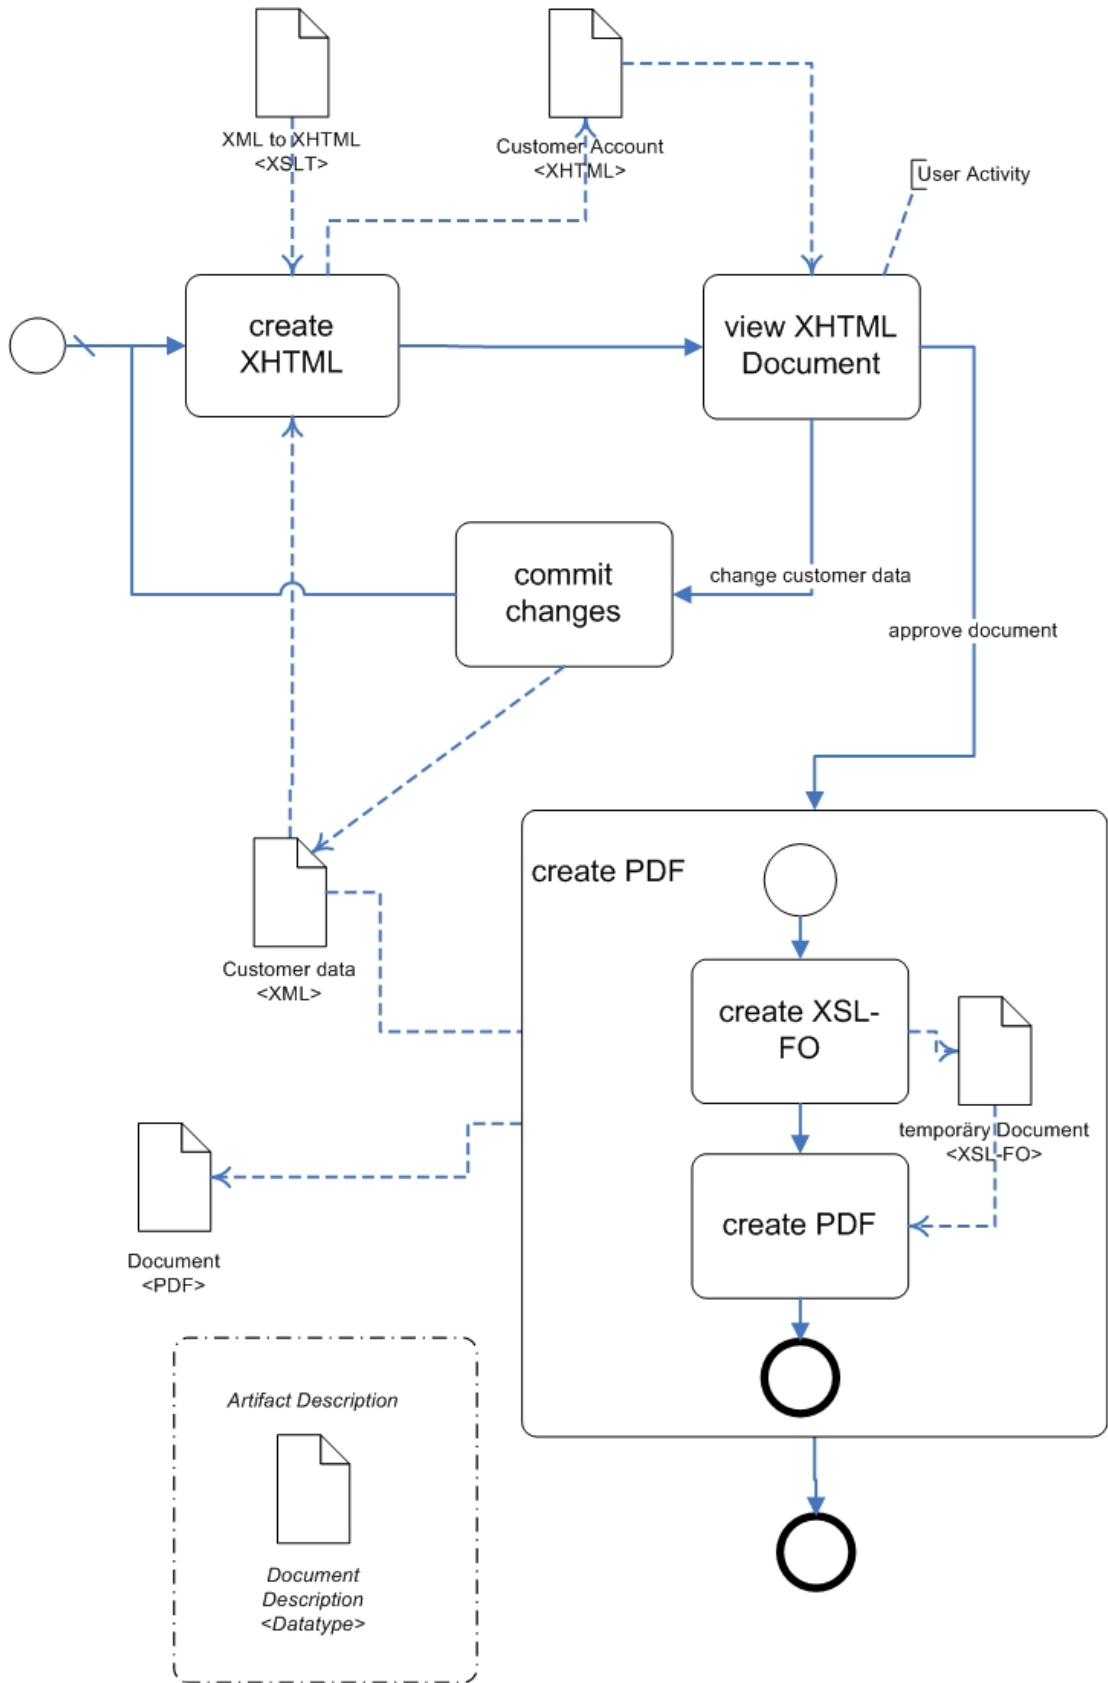 XML to XHTML
<XSLT>
Customer Account
<XHTML>
User Activity
create
XHTML
view XHTML
Document
commit
changes
change customer data
approve document
create PDF
Customer data
<XML>
create XSL-
FO
temporäry Document
<XSL-FO>
create PDF
Document
<PDF>
Artifact Description
Document
Description
<Datatype>